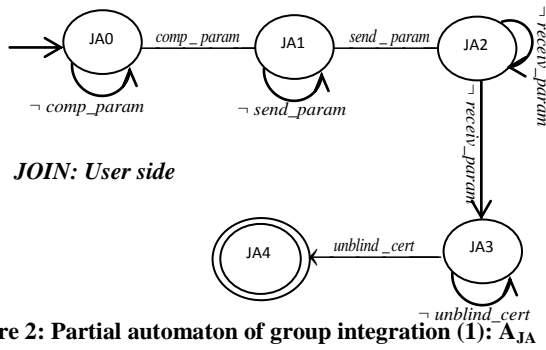 JA0
comp_param
JA1
send_param
JA2
¬ receiv_param
¬ comp_param
¬ send_param
¬ receiv_param
JOIN: User side
JA4
unblind_cert
JA3
¬ unblind_cert
re 2: Partial automaton of group integration (1): A_JA